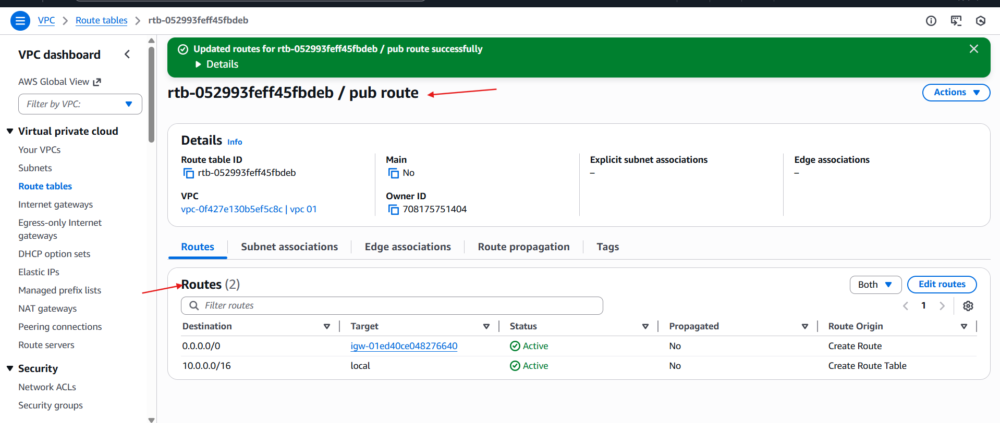 VPC > Route tables > rtb-052993feff45fbdeb
VPC dashboard
AWS Global View
Filter by VPC:
Virtual private cloud
Your VPCs
Subnets
Route tables
Internet gateways
Egress-only Internet
gateways
DHCP option sets
Elastic IPs
Managed prefix lists
NAT gateways
Peering connections
Route servers
Security
Network ACLs
Security groups
Updated routes for rtb-052993feff45fbdeb / pub route successfully
Details
rtb-052993feff45fbdeb / pub route
Actions
Details Info
Route table ID
rtb-052993feff45fbdeb
Main
No
Explicit subnet associations
–
Edge associations
–
VPC
vpc-0f427e130b5ef5c8c | vpc 01
Owner ID
708175751404
Routes Subnet associations Edge associations Route propagation Tags
Routes (2)
Both Edit routes
Filter routes
1
Destination Target Status Propagated Route Origin
0.0.0.0/0 igw-01ed40ce048276640 Active No Create Route
10.0.0.0/16 local Active No Create Route Table